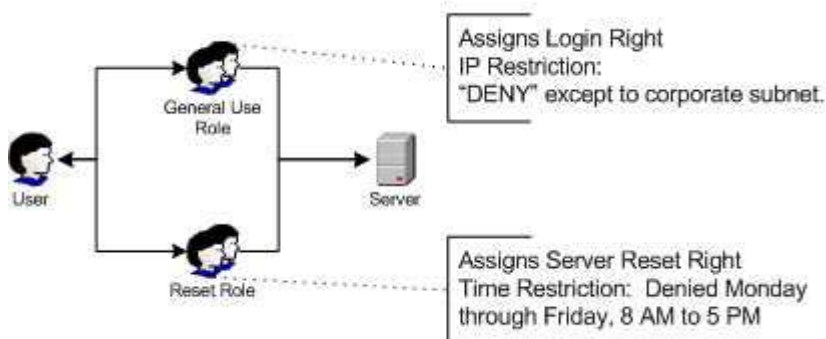 Assigns Login Right
IP Restriction:
“DENY” except to corporate subnet.
General Use
Role
User
Server
Reset Role
Assigns Server Reset Right
Time Restriction: Denied Monday
through Friday, 8 AM to 5 PM